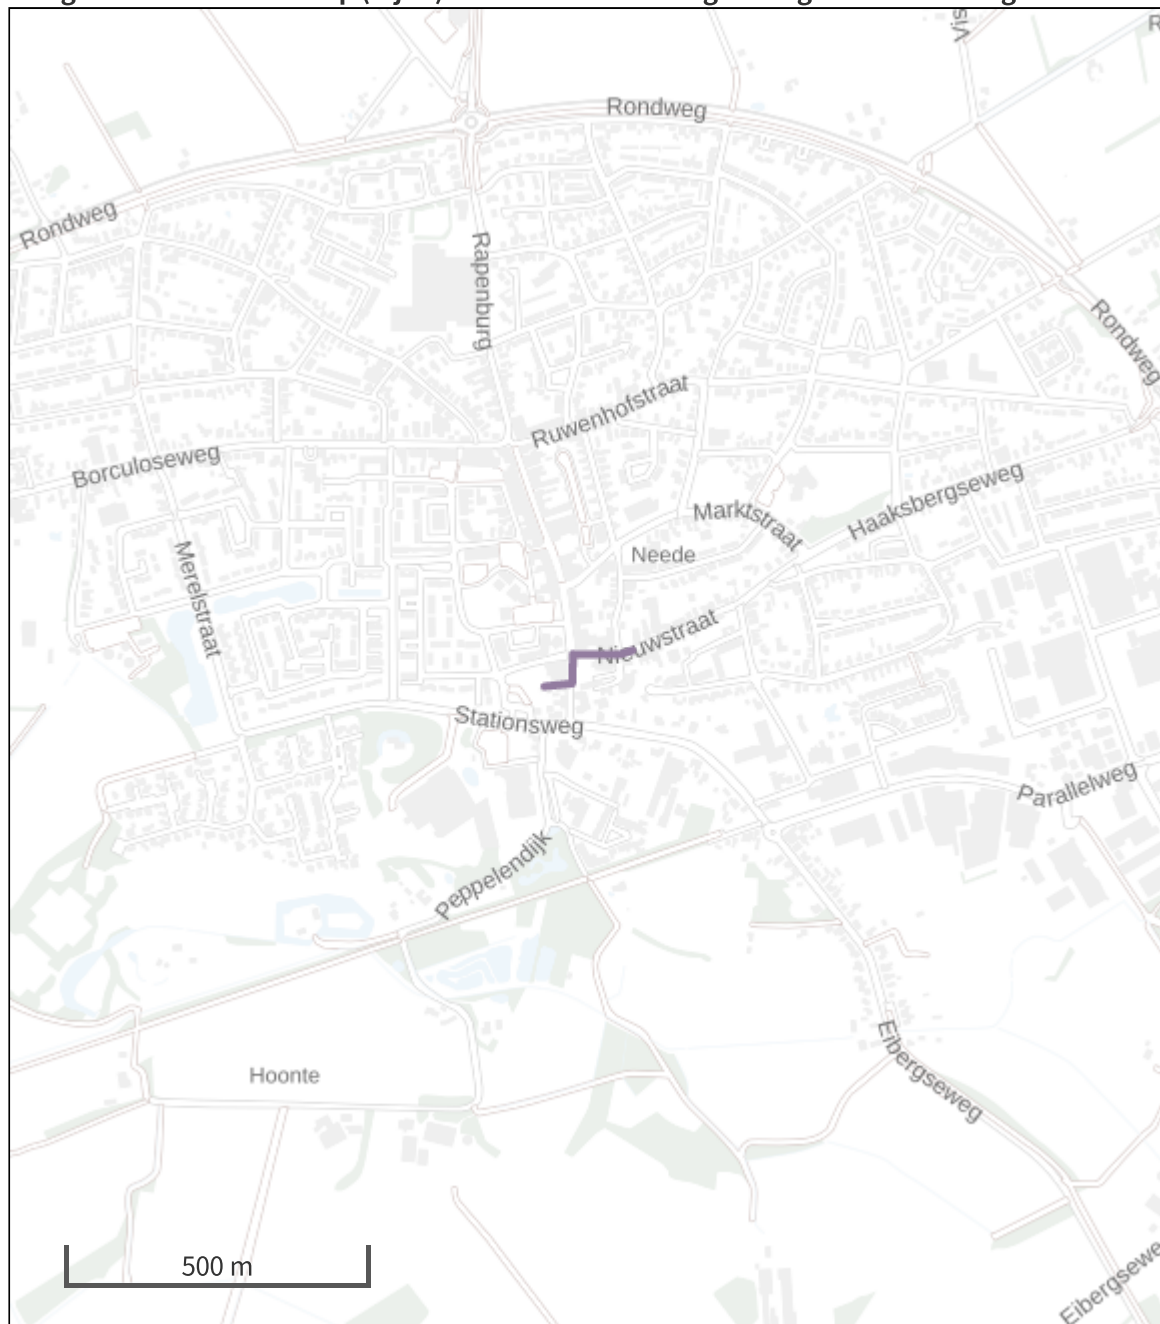 Rondweg
Rondweg
Rapenburg
Rondweg
Ruwenhofstraat
Borculoseweg
Haaksbergseweg
Marktstraat
Neede
Merelstraat
Nieuwstraat
Stationsweg
Parallelweg
Peppelendijk
Eibergseweg
Hoonte
500 m